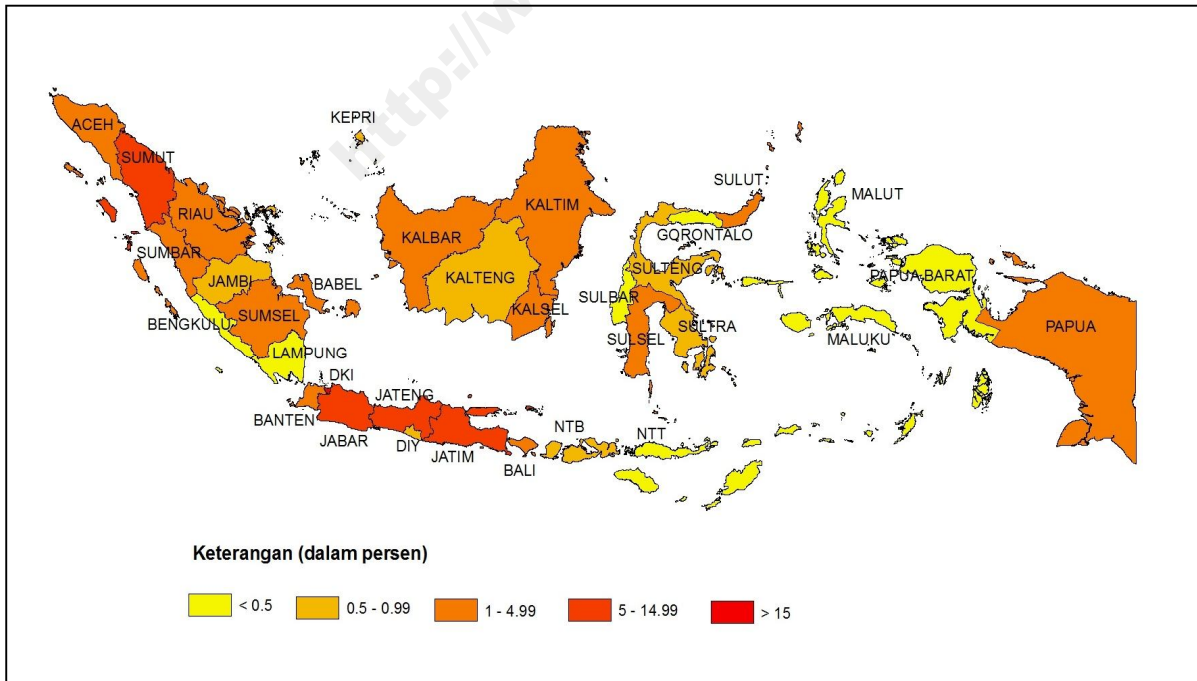 http://w
KEPRI
ACEH
SUMUT
SULUT
MALUT
RIAU
KALTIM
KALBAR
GORONTALO
SUMBAR
SULTENG
PAPUA BARAT
JAMBI
KALTENG
BABEL
SULBAR
KALSEL
BENGKULU
SUMSEL
SULTRA
PAPUA
SULSEL
MALUKU
LAMPUNG
DKI
JATENG
BANTEN
JABAR
DIY
JATIM
NTB
NTT
BALI
Keterangan (dalam persen)
< 0.5
0.5 - 0.99
1 - 4.99
5 - 14.99
> 15